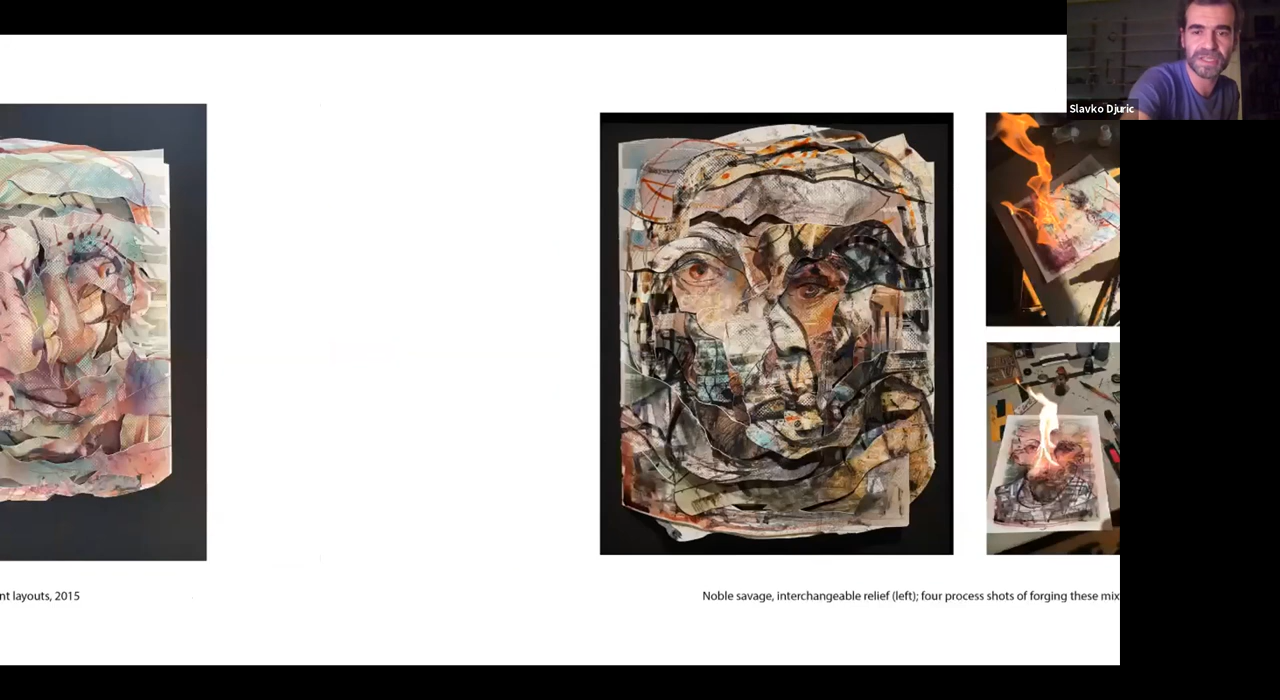 Slavko Djuric
nt layouts, 2015
Noble savage, interchangeable relief (left); four process shots of forging these mix